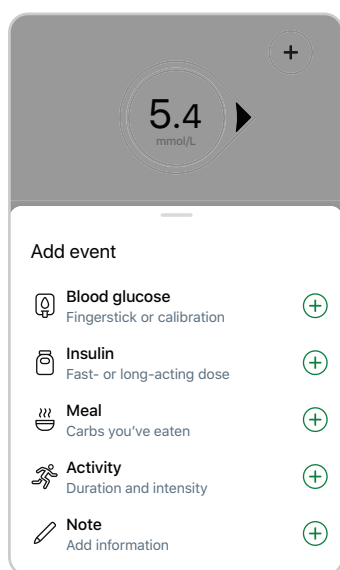 5.4
mmol/L
Add event
Blood glucose
Fingerstick or calibration
Insulin
Fast- or long-acting dose
Meal
Carbs you’ve eaten
Activity
Duration and intensity
Note
Add information